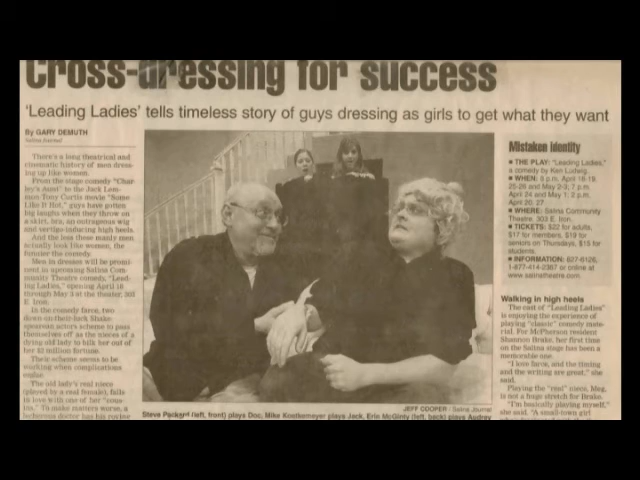 Cross-dressing for success
'Leading Ladies' tells timeless story of guys dressing as girls to get what they want
By GARY DEMUTH
Salina Journal
There's a long theatrical and
cinematic history of men dress-
ing up like women.
From the stage comedy "Char-
ley's Aunt" to the Jack Lem-
mon-Tony Curtis movie "Some
Like It Hot," guys have gotten
big laughs when they throw on
a skirt, bra, an outrageous wig
and vertigo-inducing high heels.
And the less these manly men
actually look like women, the
funnier the comedy.
Men in dresses will be promi-
nent in upcoming Salina Com-
munity Theatre comedy, "Lead-
ing Ladies," opening April 18
through May 3 at the theater, 303
E. Iron.
In the comedy farce, two
down-on-their-luck Shake-
spearean actors scheme to pass
themselves off as the nieces of a
dying old lady to bilk her out of
her $3 million fortune.
Their scheme seems to be
working when complications
ensue.
The old lady's real niece
(played by a real female), falls
in love with one of her "cous-
ins." To make matters worse, a
lecherous doctor has his roving
JEFF COOPER / Salina Journal
Steve Packard (left, front) plays Doc; Mike Koelkemeyer plays Jack. Erin McGinty (left, back) plays Audrey
Mistaken identity
■ THE PLAY: "Leading Ladies,"
a comedy by Ken Ludwig.
■ WHEN: 8 p.m. April 18-19,
25-26 and May 2-3; 7 p.m.
April 24 and May 1; 2 p.m.
April 20, 27
■ WHERE: Salina Community
Theatre, 303 E. Iron.
■ TICKETS: $22 for adults,
$17 for members, $19 for
seniors on Thursdays, $15 for
students.
■ INFORMATION: 827-6126,
1-877-414-2367 or online at
www.salinatheatre.com.
Walking in high heels
The cast of "Leading Ladies"
is enjoying the experience of
playing "classic" comedy mate-
rial. For McPherson resident
Shannon Brake, her first time
on the Salina stage has been a
memorable one.
"I love farce, and the timing
and the writing are great," she
said.
Playing the "real" niece, Meg,
is not a huge stretch for Brake.
"I'm basically playing myself,"
she said. "A small-town girl